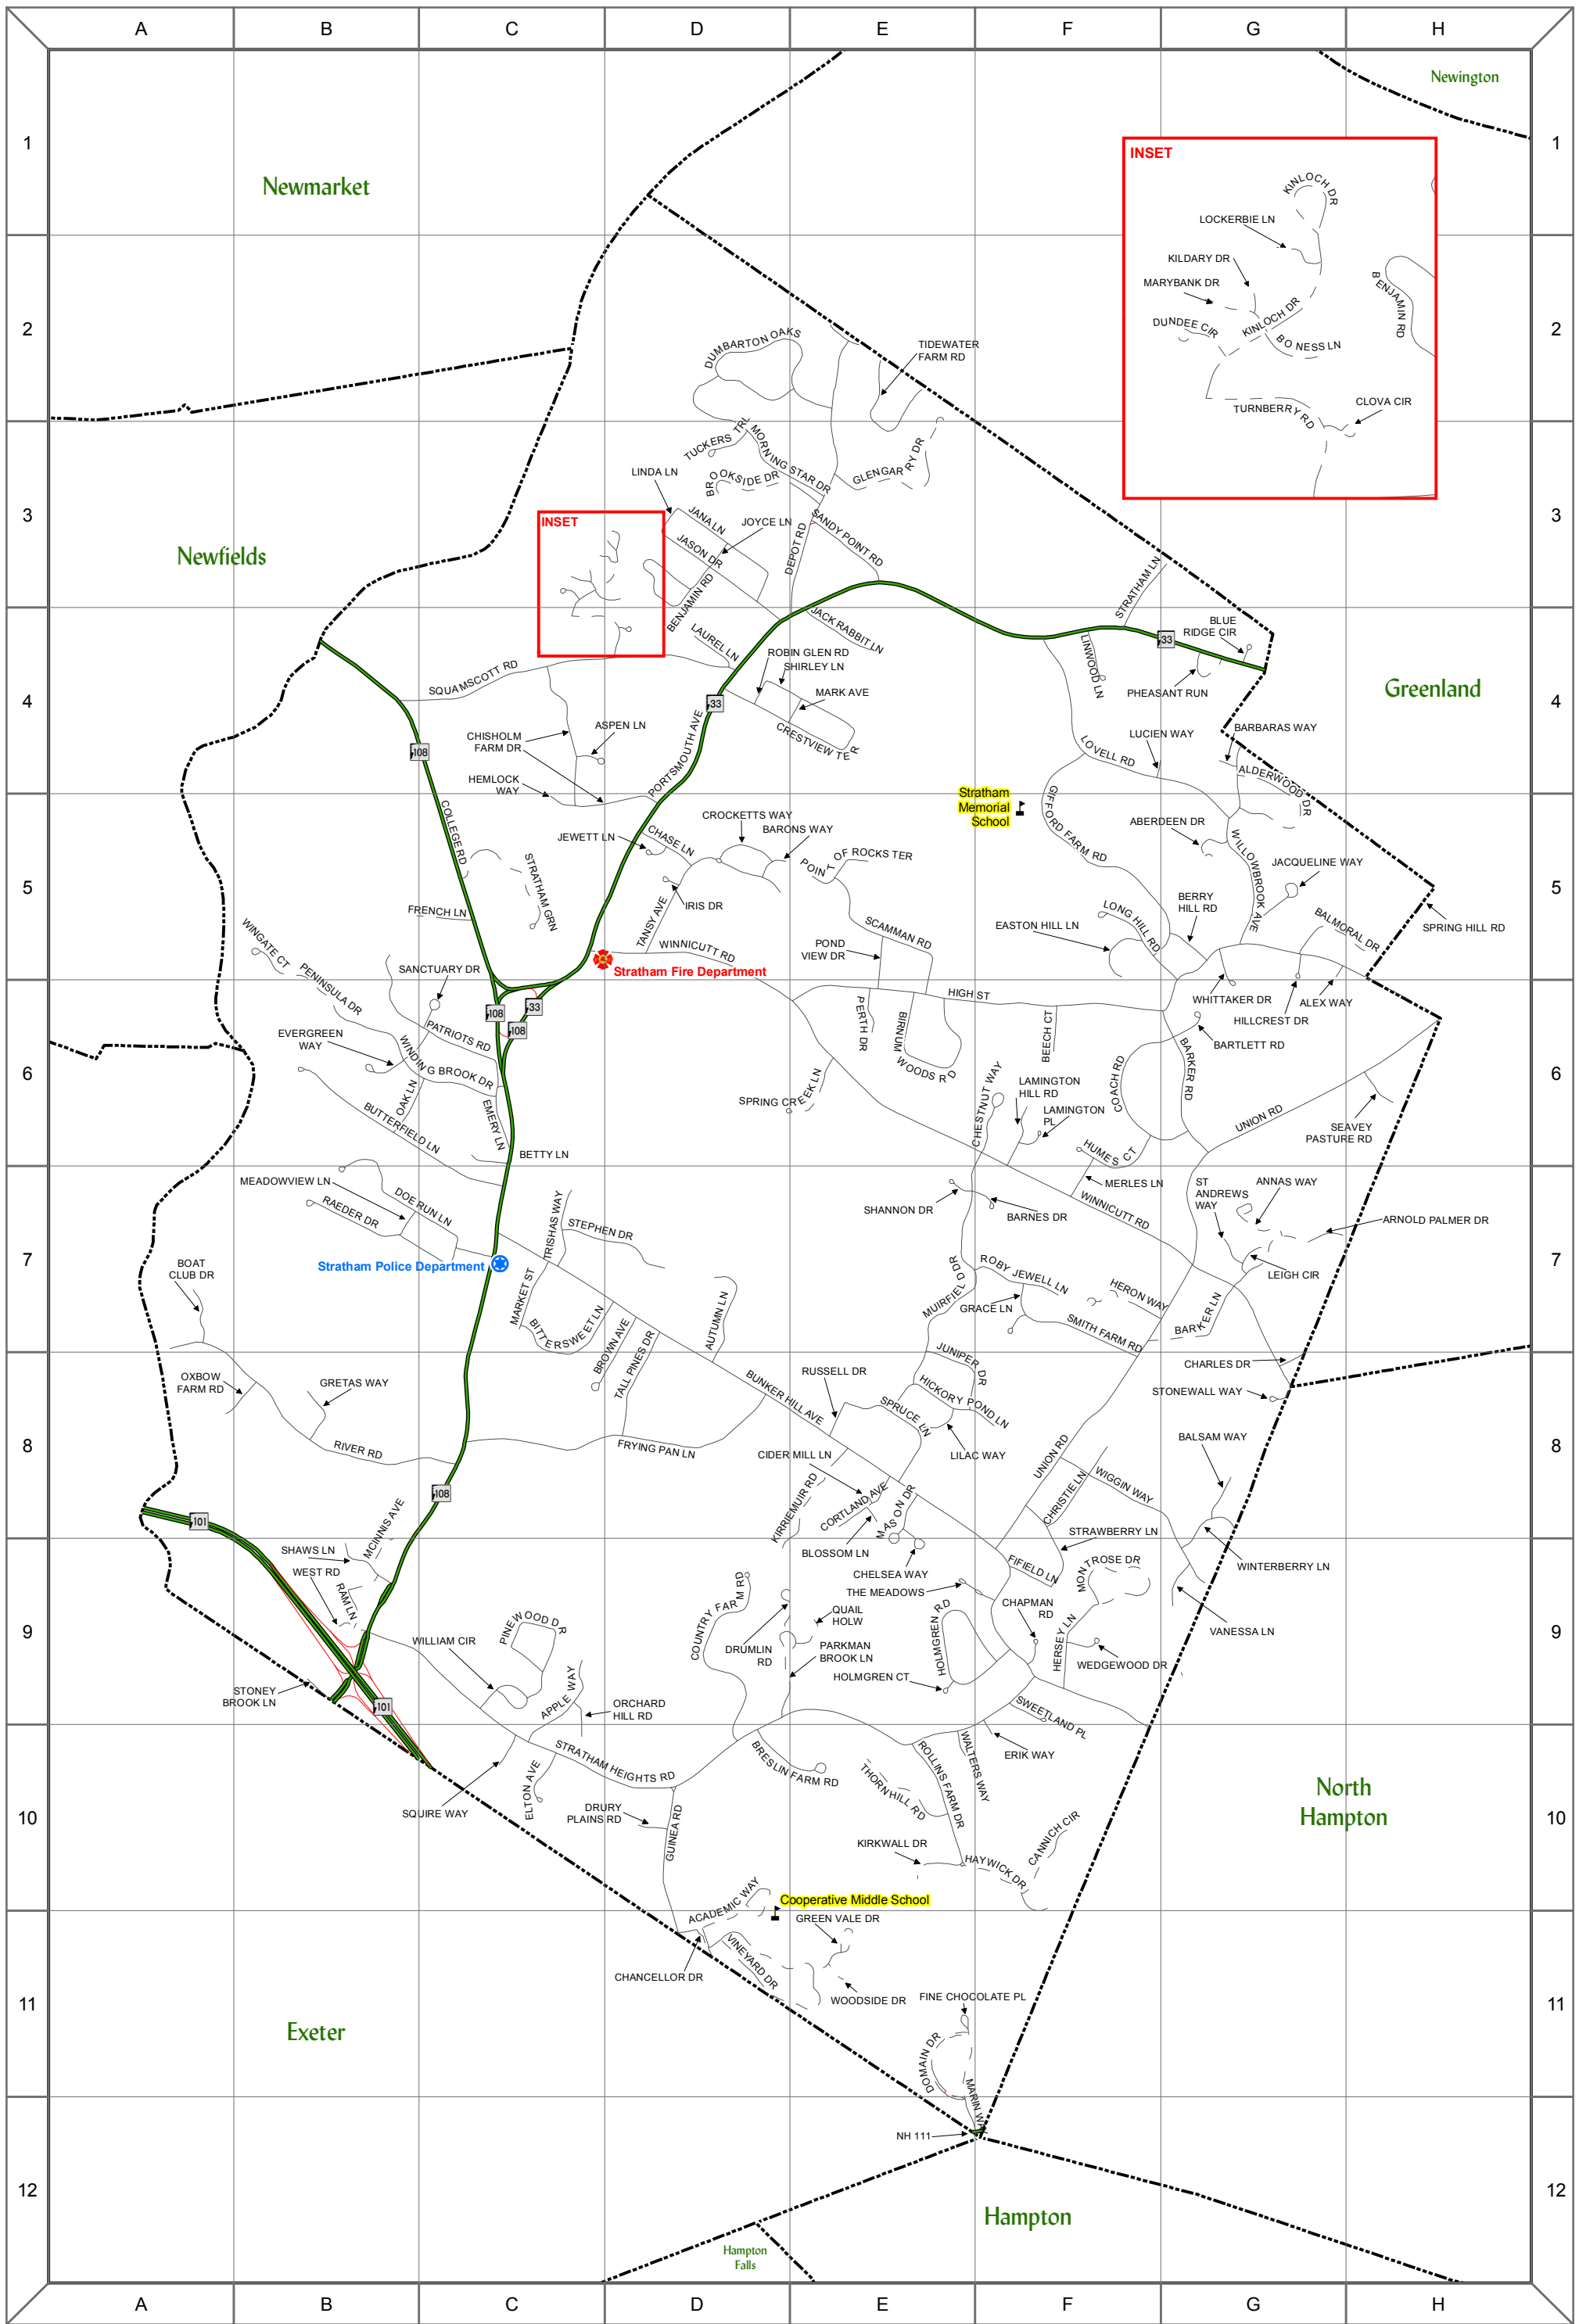 A B C D E F G H
Newington
1
1
INSET
Newmarket
KINLOCH DR
LOCKERBIE LN
KILDARY DR
MARYBANK DR
BENJAMIN RD
DUNDEE CIR
KINLOCH DR
BO NESS LN
CLOVA CIR
TURNBERRY RD
2
2
DUMBARTON OAKS
TIDEWATER
FARM RD
TUCKERS TRL
MORNING STAR DR
BROOKSIDE DR
GLENGARRY DR
LINDA LN
3
3
INSET
JANA LN
JOYCE LN
SANDY POINT RD
JASON DR
DEPOT RD
Newfields
BENJAMIN RD
STRATHAM LN
JACK RABBIT LN
LAUREL LN
33
BLUE
RIDGE CIR
ROBIN GLEN RD
SHIRLEY LN
LINWOOD LN
SQUAMSCOTT RD
PHEASANT RUN
Greenland
4
4
MARK AVE
33
ASPEN LN
CHISHOLM
FARM DR
CRESTVIEW TER
LUCIEN WAY
BARBARAS WAY
108
PORTSMOUTH AVE
LOVELL RD
ALDERWOOD DR
HEMLOCK
WAY
Stratham
Memorial
School
GIFFORD FARM RD
COLLEGE RD
CROCKETTS WAY
JEWETT LN
CHASE LN
BARONS WAY
ABERDEEN DR
WILLOWBROOK AVE
POINT OF ROCKS TER
JACQUELINE WAY
STRATHAM GRN
5
5
IRIS DR
FRENCH LN
TANSY AVE
BERRY
HILL RD
LONG HILL RD
EASTON HILL LN
BALMORAL DR
SPRING HILL RD
SCAMMAN RD
WINGATE CT
WINNICUTT RD
POND
VIEW DR
Stratham Fire Department
SANCTUARY DR
PENINSULA DR
HIGH ST
WHITTAKER DR
ALEX WAY
33
108
108
HILLCREST DR
PERTH DR
BIRNUM WOODS RD
BEECH CT
BARTLETT RD
PATRIOTS RD
EVERGREEN
WAY
WINDING BROOK DR
BARKER RD
COACH RD
6
6
OAK LN
SPRING CREEK LN
CHESTNUT WAY
LAMINGTON
HILL RD
LAMINGTON
PL
UNION RD
SEAVEY
PASTURE RD
BUTTERFIELD LN
EMERY LN
BETTY LN
HUMES CT
MERLES LN
MEADOWVIEW LN
DOE RUN LN
RAEDER DR
TRISHAS WAY
STEPHEN DR
SHANNON DR
BARNES DR
WINNICUTT RD
ST
ANDREWS
WAY
ANNAS WAY
ARNOLD PALMER DR
7
7
BOAT
CLUB DR
Stratham Police Department
MARKET ST
ROBY JEWELL LN
LEIGH CIR
MUIRFIELD DR
GRACE LN
HERON WAY
BITTERSWEET LN
AUTUMN LN
BROWN AVE
TALL PINES DR
SMITH FARM RD
BARKER LN
JUNIPER DR
CHARLES DR
OXBOW
FARM RD
GRETAS WAY
RUSSELL DR
BUNKER HILL AVE
HICKORY POND LN
STONEWALL WAY
SPRUCE LN
8
8
RIVER RD
FRYING PAN LN
CIDER MILL LN
LILAC WAY
UNION RD
BALSAM WAY
108
WIGGIN WAY
CHRISTIE LN
101
KIRRIEMUIR RD
CORTLAND AVE
MASON DR
MCINNIS AVE
STRAWBERRY LN
SHAWS LN
BLOSSOM LN
WEST RD
CHELSEA WAY
FIFIELD LN
MONTROSE DR
WINTERBERRY LN
RAM LN
THE MEADOWS
COUNTRY FARM RD
CHAPMAN
RD
QUAIL
HOLW
9
9
HOLMGREN RD
HERSEY LN
PINEWOOD DR
WILLIAM CIR
DRUMLIN
RD
PARKMAN
BROOK LN
WEDGEWOOD DR
VANESSA LN
HOLMGREN CT
STONEY
BROOK LN
101
APPLE WAY
ORCHARD
HILL RD
SWEETLAND PL
STRATHAM HEIGHTS RD
ERIK WAY
BRESLIN FARM RD
ROLLINS FARM DR
WALTERS WAY
THORNHILL RD
ELTON AVE
SQUIRE WAY
North
Hampton
10
10
DRURY
PLAINS RD
GUINEA RD
KIRKWALL DR
CANNICH CIR
HAYWICK DR
ACADEMIC WAY
Cooperative Middle School
GREEN VALE DR
VINEYARD DR
CHANCELLOR DR
WOODSIDE DR
FINE CHOCOLATE PL
11
11
Exeter
DOMAIN DR
MARIN WAY
NH 111
12
12
Hampton
Hampton
Falls
A B C D E F G H